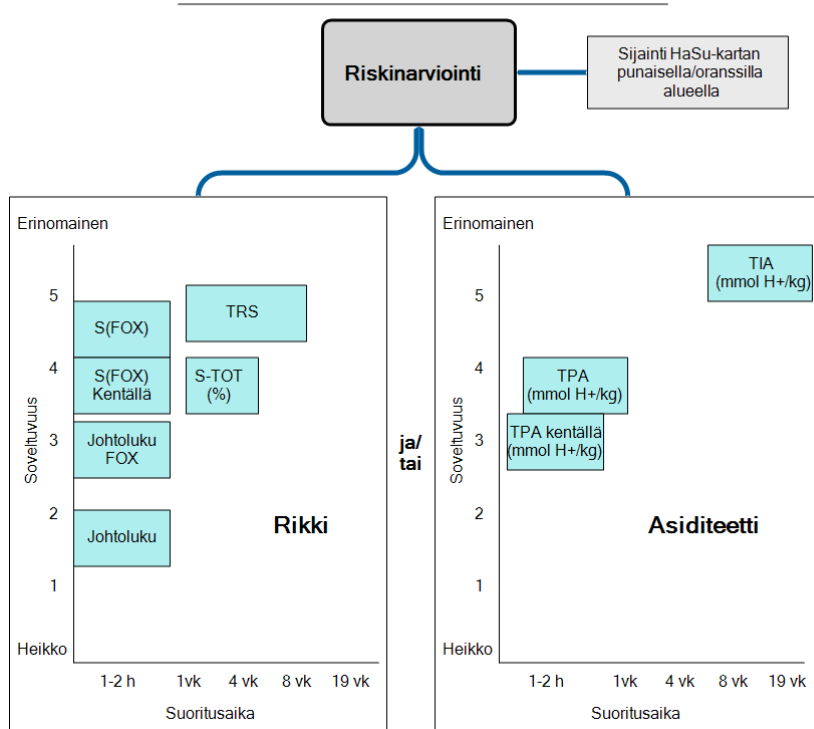 Riskinarviointi
Sijainti HaSu-kartan
punaisella/oranssilla
alueella
Erinomainen
5
4
3
2
1
Heikko
Soveltuvuus
S(FOX)
TRS
S(FOX)
Kentällä
S-TOT
(%)
Johtoluku
FOX
Johtoluku
Rikki
1-2 h
1vk
4 vk
8 vk
19 vk
Suoritusaika
ja/
tai
Erinomainen
5
4
3
2
1
Heikko
Soveltuvuus
TIA
(mmol H+/kg)
TPA
(mmol H+/kg)
TPA kentällä
(mmol H+/kg)
Asiditeetti
1-2 h
1vk
8 vk
19 vk
Suoritusaika